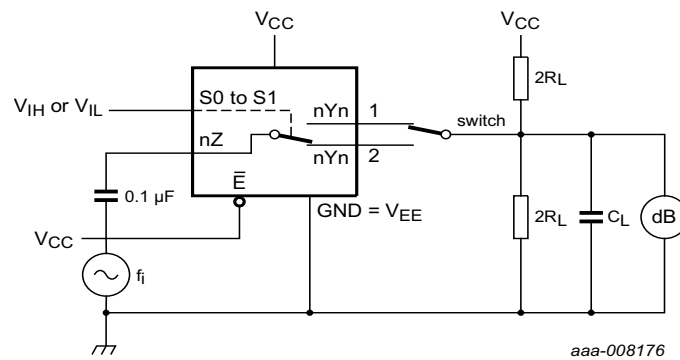 VCC
VCC
2RL
VIH or VIL
S0 to S1
nYn
1
switch
nZ
nYn
2
0.1 µF
E̅
GND = VEE
2RL
CL
dB
VCC
fi
aaa-008176